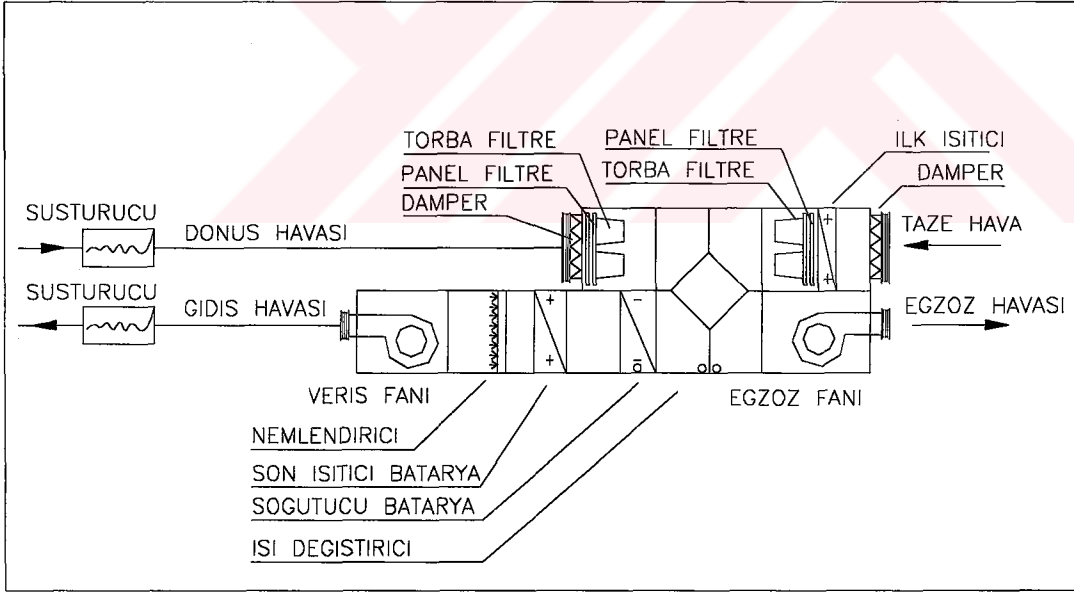 TORBA FILTRE
PANEL FILTRE
DAMPER
PANEL FILTRE
TORBA FILTRE
ILK ISITICI
DAMPER
SUSTURUCU
DONUS HAVASI
TAZE HAVA
SUSTURUCU
GIDIS HAVASI
EGZOZ HAVASI
VERIS FANI
EGZOZ FANI
NEMLENDIRICI
SON ISITICI BATARYA
SOGUTUCU BATARYA
ISI DEGISTIRICI